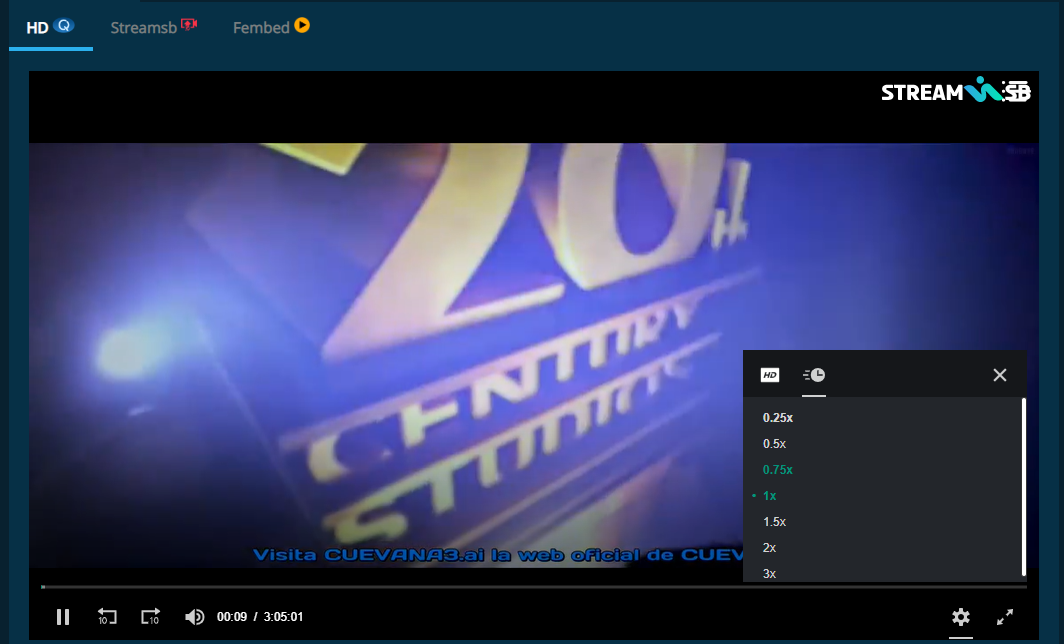 HD
Streamsb
Fembed
STREAM SB
20th
CENTURY
STUDIOS
HD
0.25x
0.5x
0.75x
1x
1.5x
2x
3x
Visita CUEVANA3.ai la web oficial de CUEV
10
10
00:09 / 3:05:01